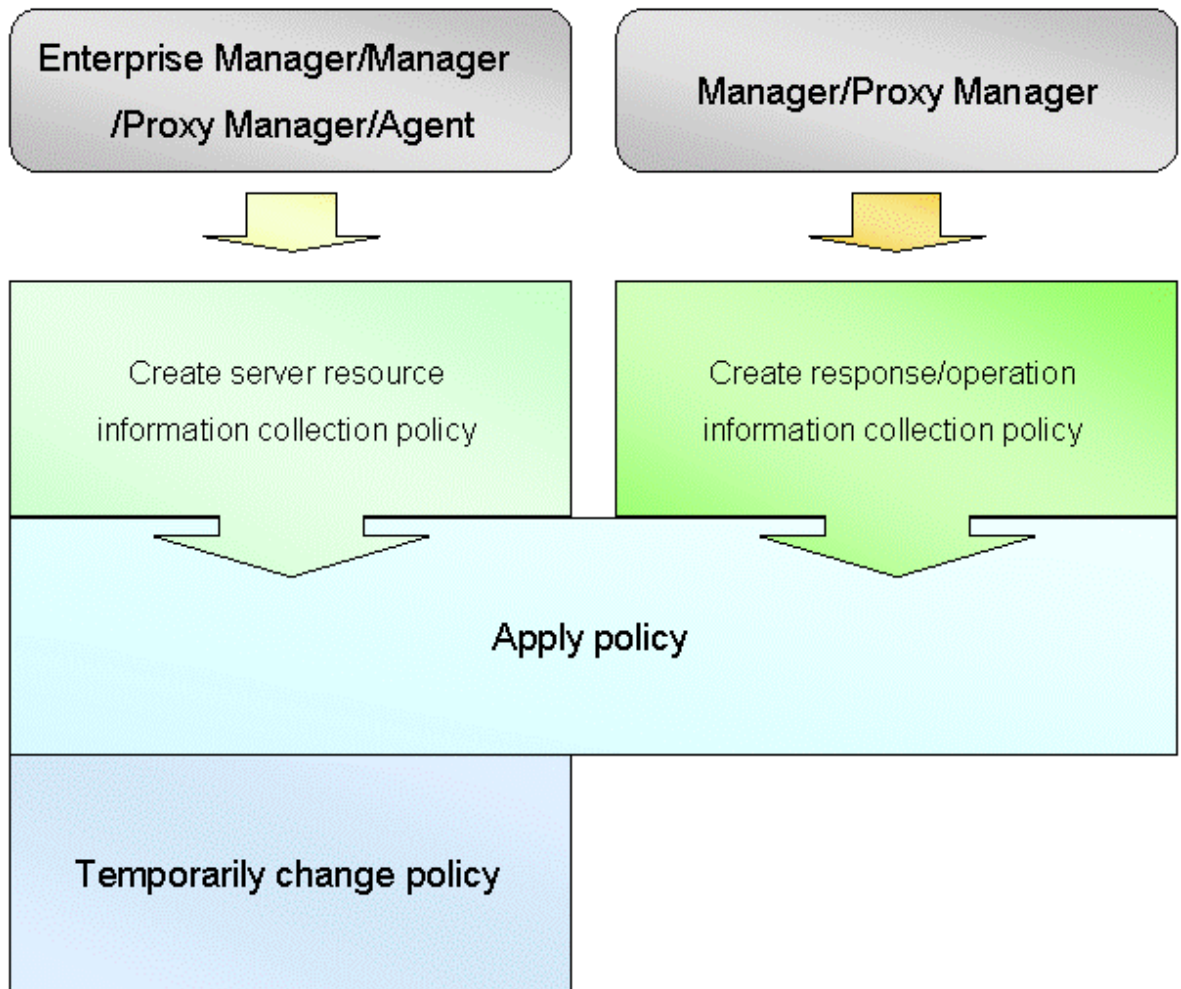 Enterprise Manager/Manager
/Proxy Manager/Agent
Manager/Proxy Manager
Create server resource
information collection policy
Create response/operation
information collection policy
Apply policy
Temporarily change policy